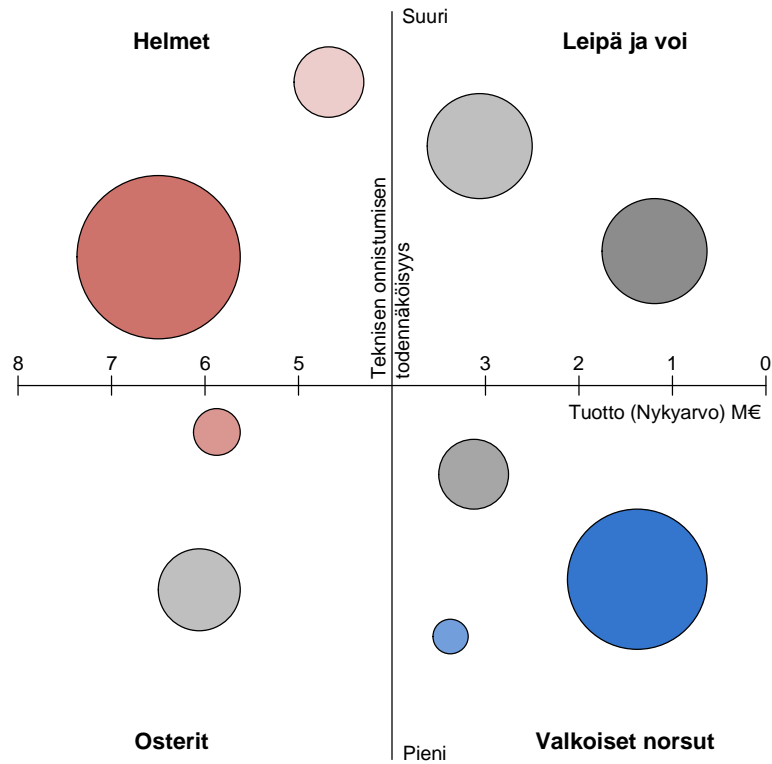 Suuri
Helmet
Leipä ja voi
Teknisen onnistumisen
todennäköisyys
8 7 6 5 3 2 1 0
Tuotto (Nykyarvo) M€
Osterit
Valkoiset norsut
Pieni